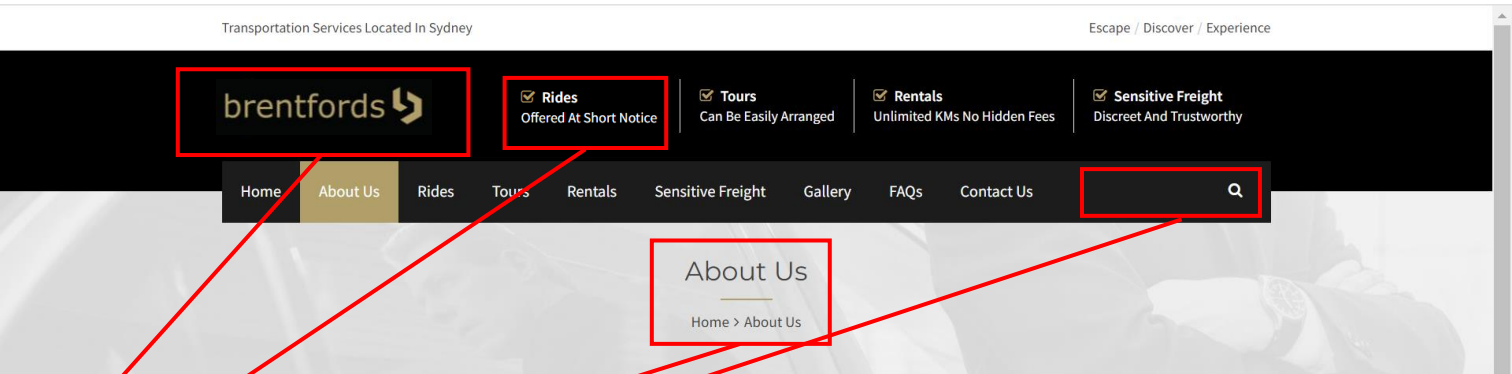 Transportation Services Located In Sydney
Escape / Discover / Experience
brentfords
Rides
Offered At Short Notice
Tours
Can Be Easily Arranged
Rentals
Unlimited KMs No Hidden Fees
Sensitive Freight
Discreet And Trustworthy
Home About Us Rides Tours Rentals Sensitive Freight Gallery FAQs Contact Us
About Us
Home > About Us